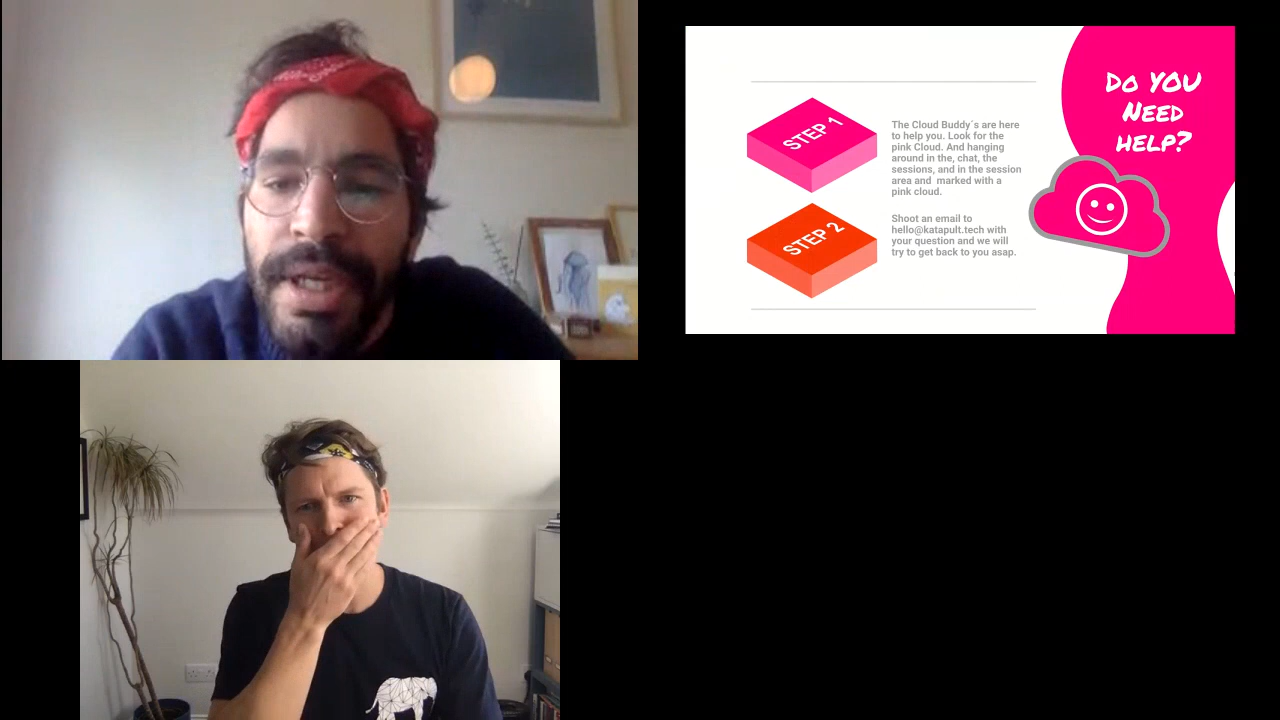 Do YOU
Need
help?
STEP 1
The Cloud Buddy´s are here
to help you. Look for the
pink Cloud. And hanging
around in the, chat, the
sessions, and in the session
area and  marked with a
pink cloud.
STEP 2
Shoot an email to
hello@katapult.tech with
your question and we will
try to get back to you asap.